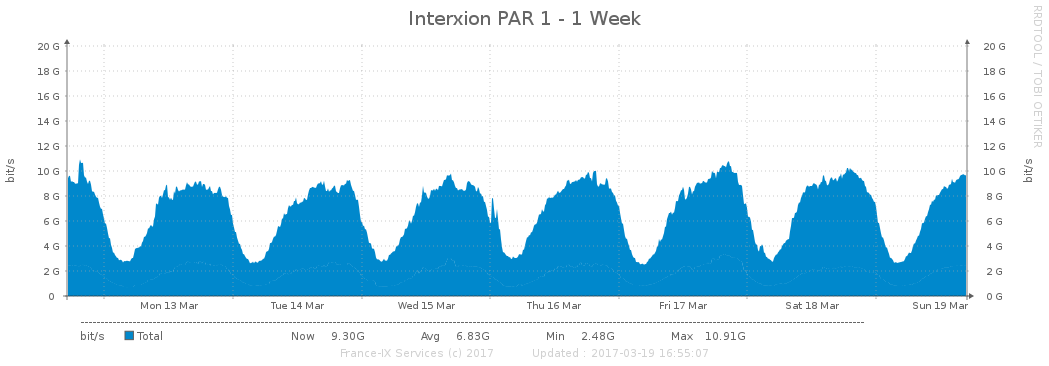 Interxion PAR 1 - 1 Week
RRDTOOL / TOBI OETIKER
20 G 20 G
18 G 18 G
16 G 16 G
14 G 14 G
12 G 12 G
10 G 10 G
8 G 8 G
6 G 6 G
4 G 4 G
2 G 2 G
0 0 G
bit/s
bit/s
Mon 13 Mar Tue 14 Mar Wed 15 Mar Thu 16 Mar Fri 17 Mar Sat 18 Mar Sun 19 Mar
bit/s Total Now 9.30G Avg 6.83G Min 2.48G Max 10.91G
France-IX Services (c) 2017 Updated : 2017-03-19 16:55:07